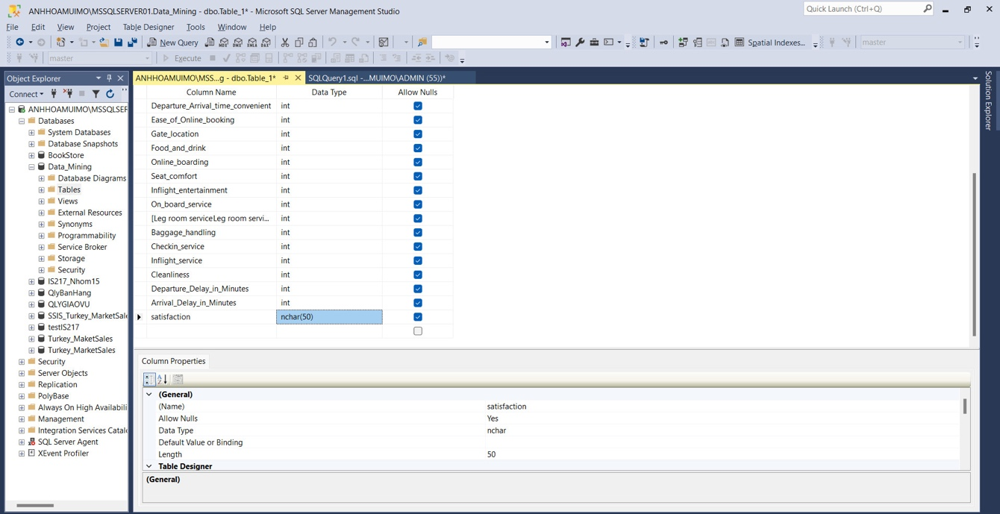 ANHHOAMUIMO\MSSQLSERVER01.Data_Mining - dbo.Table_1* - Microsoft SQL Server Management Studio
Quick Launch (Ctrl+Q)
File Edit View Project Table Designer Tools Window Help
New Query
MDX DMX XMLA DAX
Spatial Indexes...
master
master
Execute
Object Explorer
Connect
ANHHOAMUIMO\MSSQLSER
Databases
System Databases
Database Snapshots
BookStore
Data_Mining
Database Diagrams
Tables
Views
External Resources
Synonyms
Programmability
Service Broker
Storage
Security
IS217_Nhom15
QlyBanHang
QLYGIAOVU
SSIS_Turkey_MarketSale
testIS217
Turkey_MaketSales
Turkey_MarketSales
Security
Server Objects
Replication
PolyBase
Always On High Availabili
Management
Integration Services Catalo
SQL Server Agent
XEvent Profiler
ANHHOAMUIMO\MSS...g - dbo.Table_1*
SQLQuery1.sql -...MUIMO\ADMIN (55))*
Column Name Data Type Allow Nulls
Departure_Arrival_time_convenient int
Ease_of_Online_booking int
Gate_location int
Food_and_drink int
Online_boarding int
Seat_comfort int
Inflight_entertainment int
On_board_service int
[Leg room serviceLeg room servi... int
Baggage_handling int
Checkin_service int
Inflight_service int
Cleanliness int
Departure_Delay_in_Minutes int
Arrival_Delay_in_Minutes int
satisfaction nchar(50)
Column Properties
(General)
(Name) satisfaction
Allow Nulls Yes
Data Type nchar
Default Value or Binding
Length 50
Table Designer
(General)
Solution Explorer